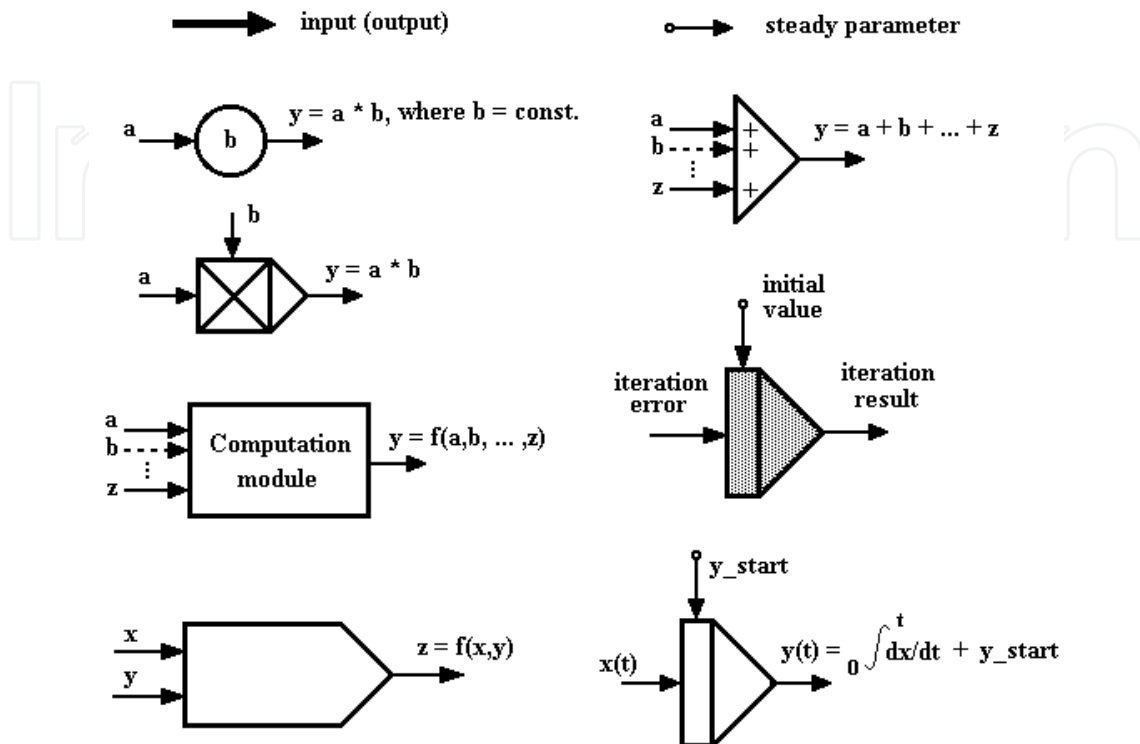 input (output)
steady parameter
a
b
y = a * b, where b = const.
a
b
z
+
+
+
y = a + b + ... + z
b
a
y = a * b
initial
value
iteration
error
iteration
result
a
b
z
Computation
module
y = f(a,b, ... ,z)
x
y
z = f(x,y)
y_start
x(t)
y(t) = 0 ∫ t dx/dt + y_start